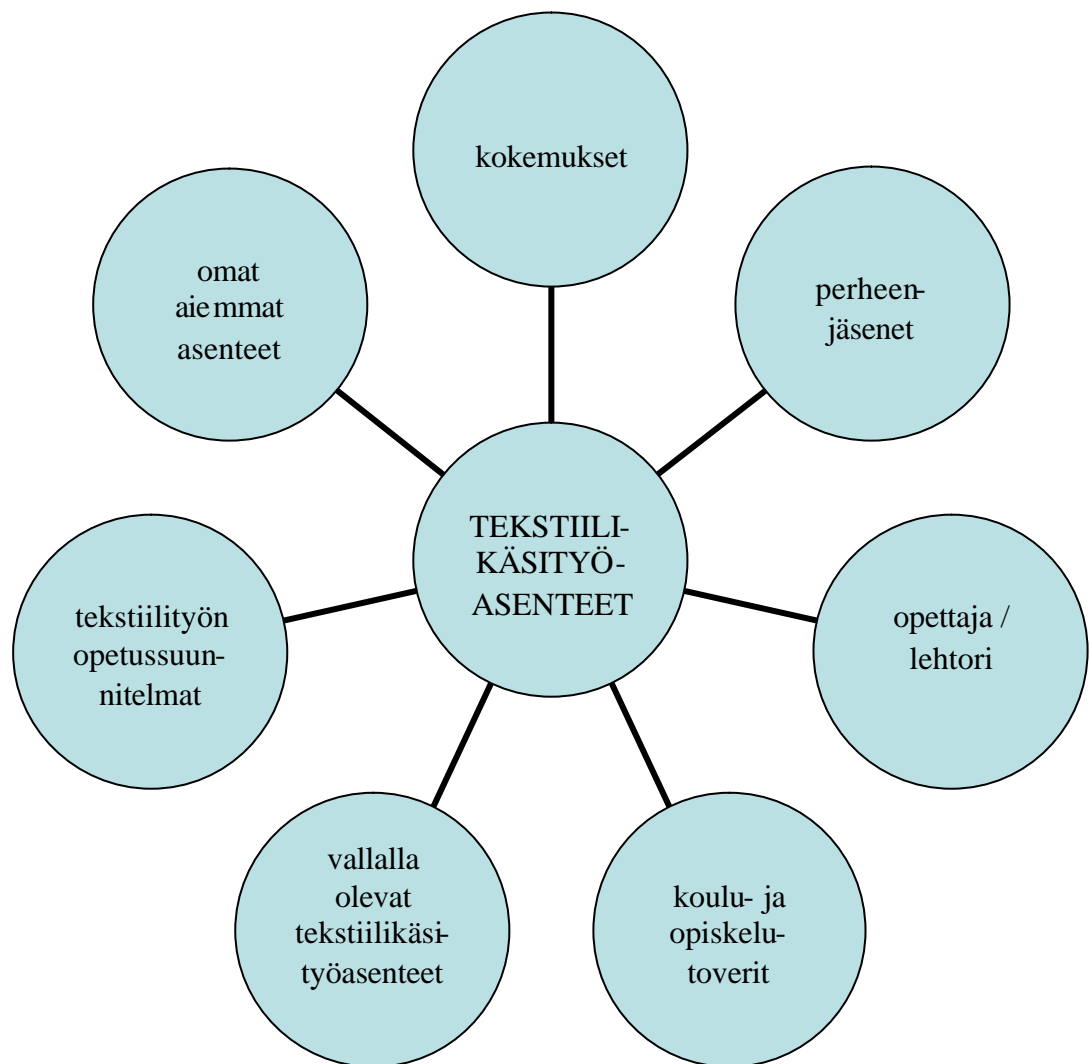 kokemukset
omat
aiemmat
asenteet
perheen-
jäsenet
TEKSTIILI-
KÄSITYÖ-
ASENTEET
tekstiilityön
opetussuun-
nitelmat
opettaja /
lehtori
vallalla
olevat
tekstiilikäsi-
työasenteet
koulu- ja
opiskelu-
toverit